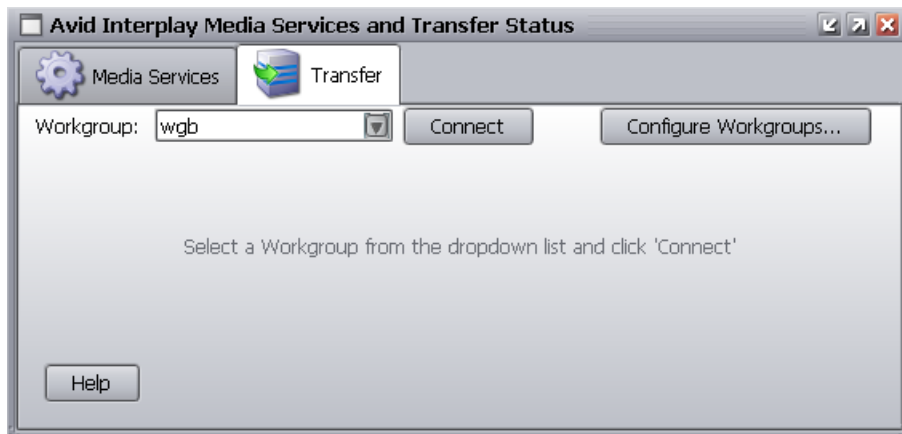 Avid Interplay Media Services and Transfer Status
Media Services Transfer
Workgroup: wgb Connect Configure Workgroups...
Select a Workgroup from the dropdown list and click 'Connect'
Help